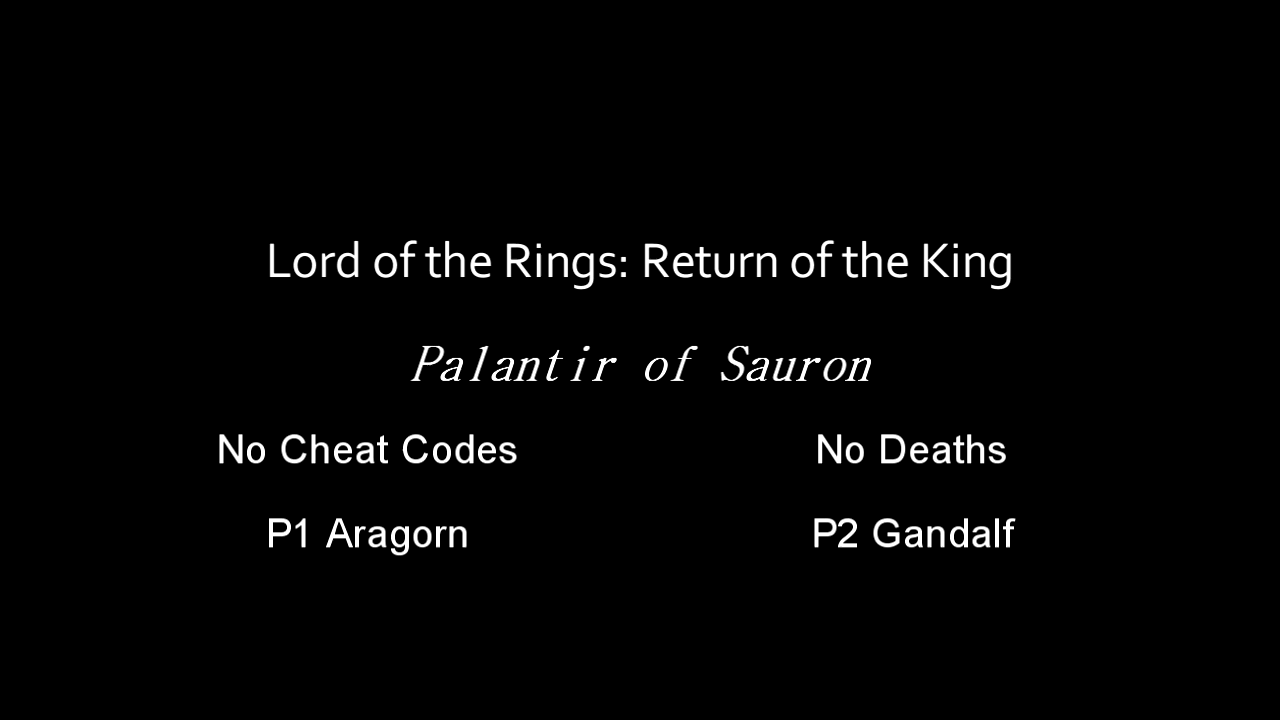 Lord of the Rings: Return of the King
Palantir of Sauron
No Cheat Codes
No Deaths
P1 Aragorn
P2 Gandalf